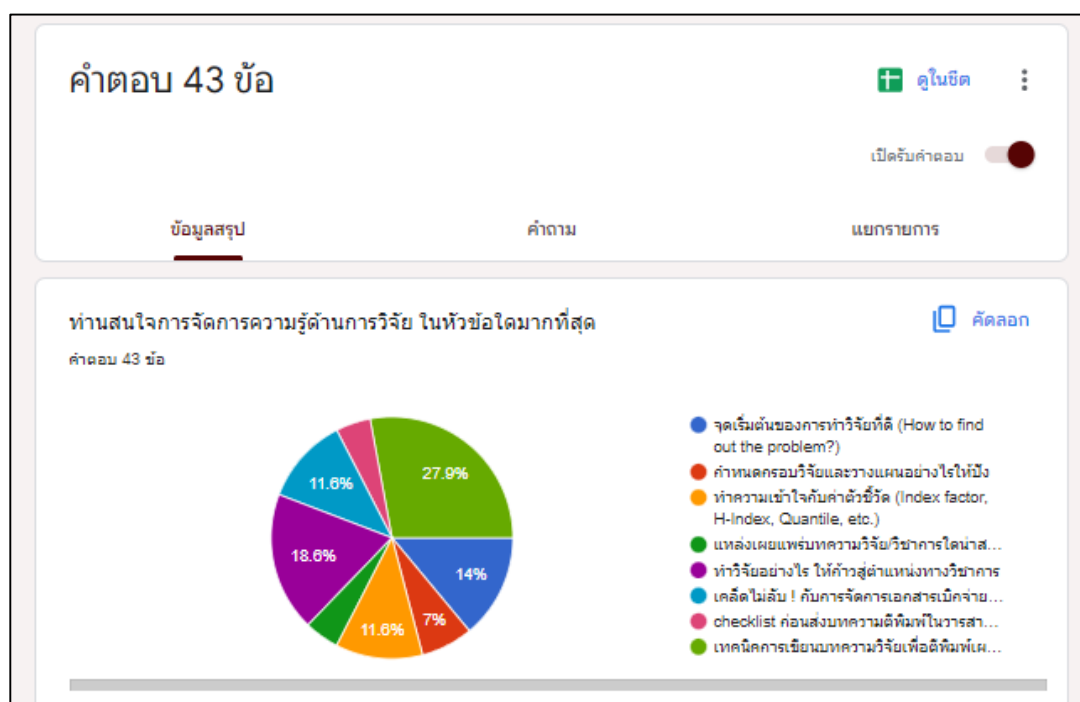 คำตอบ 43 ข้อ
ดูในชีต
เปิดรับคำตอบ
ข้อมูลสรุป
คำถาม
แยกรายการ
ท่านสนใจการจัดการความรู้ด้านการวิจัย ในหัวข้อใดมากที่สุด
คัดลอก
คำตอบ 43 ข้อ
27.9%
11.6%
18.6%
14%
7%
11.6%
จุดเริ่มต้นของการทำวิจัยที่ดี (How to find
out the problem?)
กำหนดกรอบวิจัยและวางแผนอย่างไรให้ปัง
ทำความเข้าใจกับค่าตัวชี้วัด (Index factor,
H-Index, Quantile, etc.)
แหล่งเผยแพร่บทความวิจัย/วิชาการใดน่าส...
ทำวิจัยอย่างไร ให้ก้าวสู่ตำแหน่งทางวิชาการ
เคล็ดไม่ลับ ! กับการจัดการเอกสารเบิกจ่าย...
checklist ก่อนส่งบทความตีพิมพ์ในวารสา...
เทคนิคการเขียนบทความวิจัยเพื่อตีพิมพ์เผ...